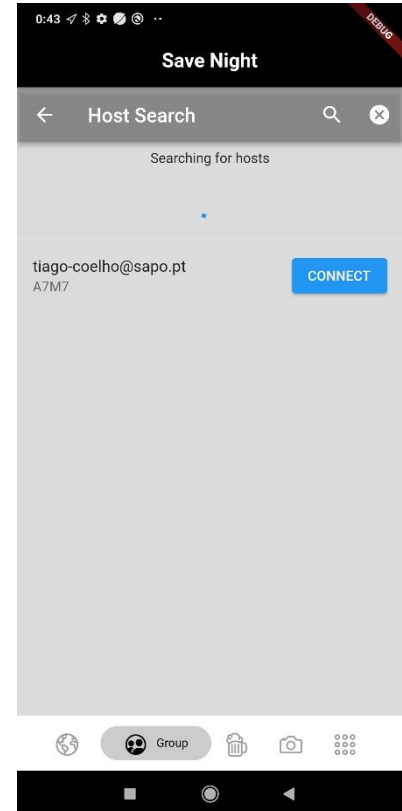 0:43
DEBUG
Save Night
Host Search
Searching for hosts
tiago-coelho@sapo.pt
A7M7
CONNECT
Group